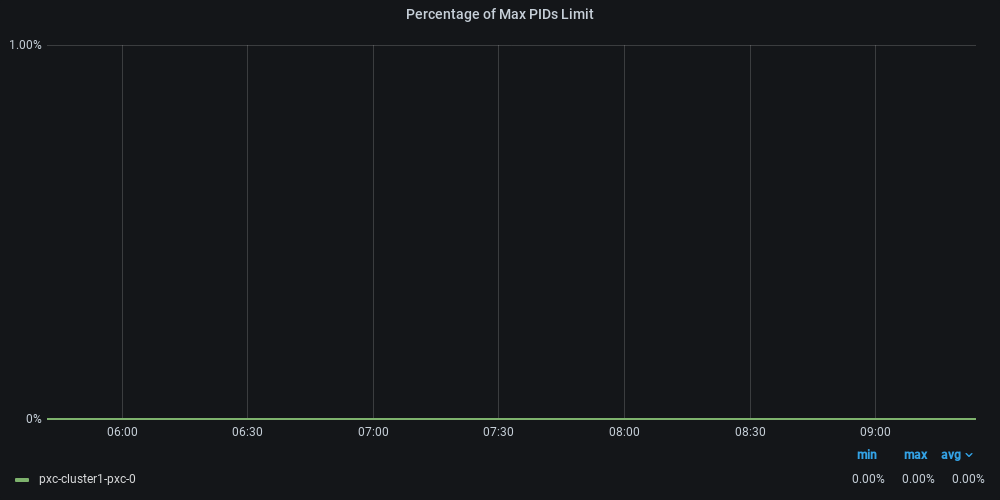 Percentage of Max PIDs Limit
1.00%
0%
06:00 06:30 07:00 07:30 08:00 08:30 09:00
min max avg
pxc-cluster1-pxc-0 0.00% 0.00% 0.00%